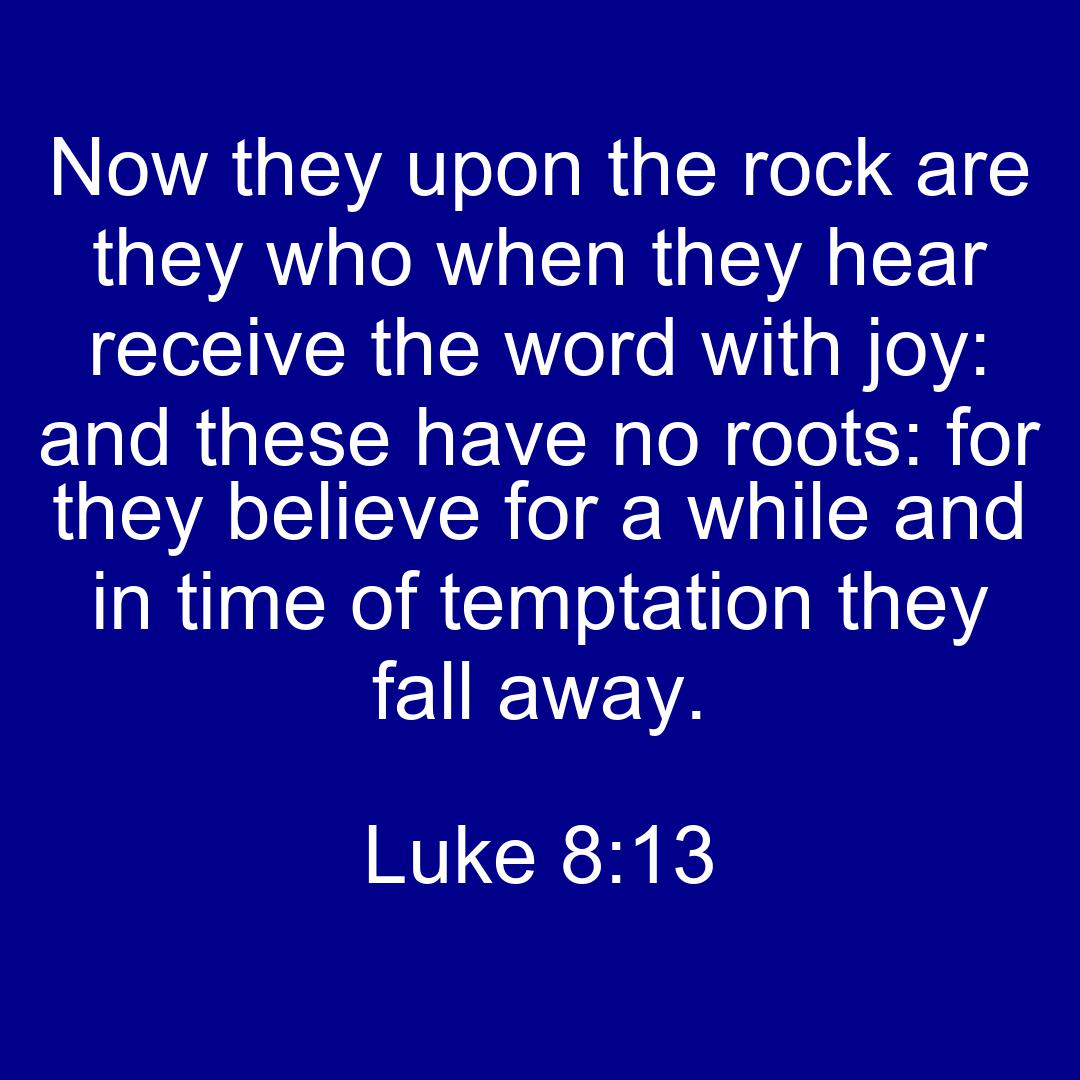 Now they upon the rock are
they who when they hear
receive the word with joy:
and these have no roots: for
they believe for a while and
in time of temptation they
fall away.
Luke 8:13